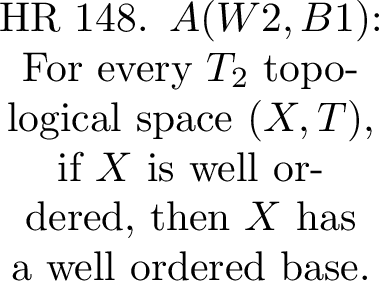 HR 148. A(W2, B1):
For every T₂ topo-
logical space (X, T),
if X is well or-
dered, then X has
a well ordered base.